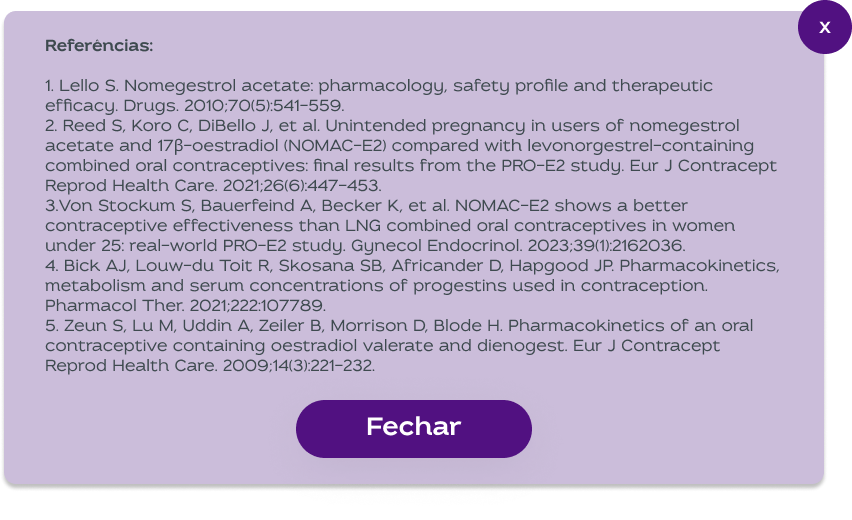 x
Referências:
1. Lello S. Nomegestrol acetate: pharmacology, safety profile and therapeutic
efficacy. Drugs. 2010;70(5):541-559.
2. Reed S, Koro C, DiBello J, et al. Unintended pregnancy in users of nomegestrol
acetate and 17β-oestradiol (NOMAC-E2) compared with levonorgestrel-containing
combined oral contraceptives: final results from the PRO-E2 study. Eur J Contracept
Reprod Health Care. 2021;26(6):447-453.
3.Von Stockum S, Bauerfeind A, Becker K, et al. NOMAC-E2 shows a better
contraceptive effectiveness than LNG combined oral contraceptives in women
under 25: real-world PRO-E2 study. Gynecol Endocrinol. 2023;39(1):2162036.
4. Bick AJ, Louw-du Toit R, Skosana SB, Africander D, Hapgood JP. Pharmacokinetics,
metabolism and serum concentrations of progestins used in contraception.
Pharmacol Ther. 2021;222:107789.
5. Zeun S, Lu M, Uddin A, Zeiler B, Morrison D, Blode H. Pharmacokinetics of an oral
contraceptive containing oestradiol valerate and dienogest. Eur J Contracept
Reprod Health Care. 2009;14(3):221-232.
Fechar